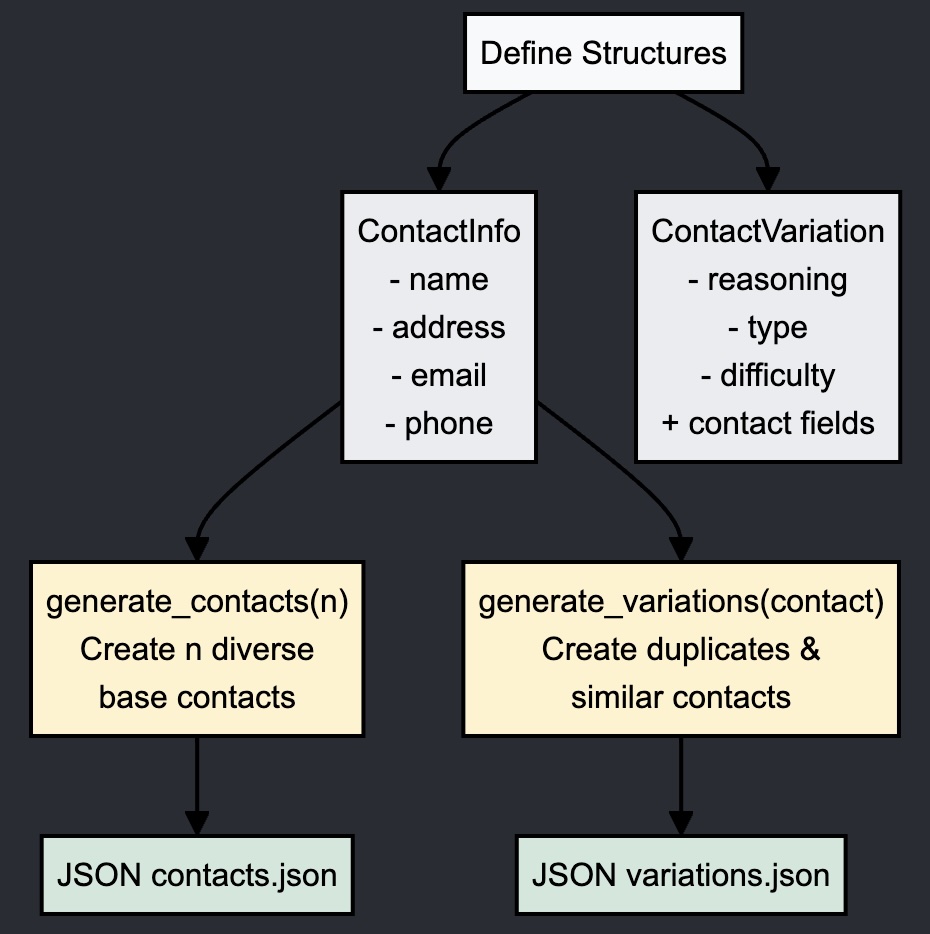 Define Structures
ContactInfo
- name
- address
- email
- phone
ContactVariation
- reasoning
- type
- difficulty
+ contact fields
generate_contacts(n)
Create n diverse
base contacts
generate_variations(contact)
Create duplicates &
similar contacts
JSON contacts.json
JSON variations.json